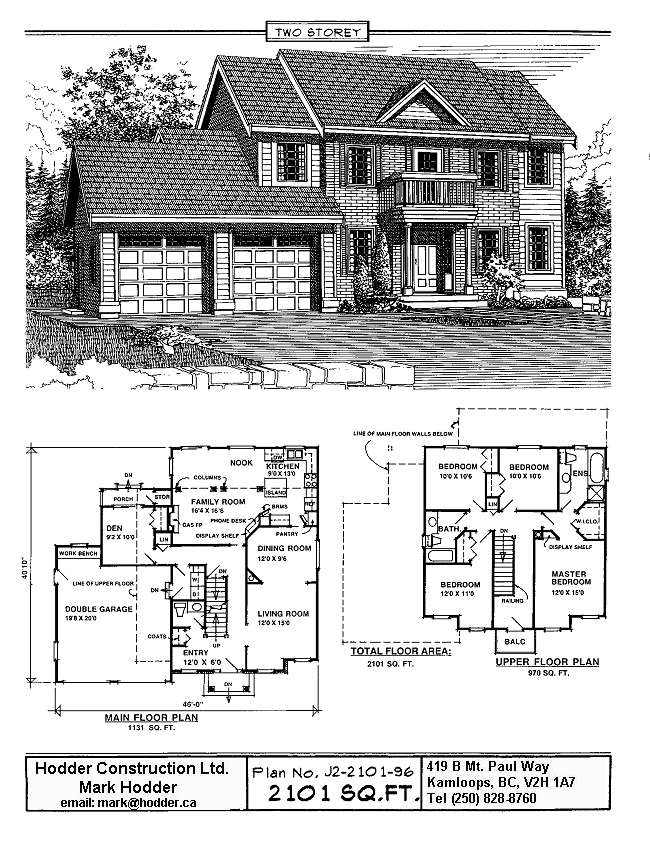 TWO STOREY
LINE OF MAIN FLOOR WALLS BELOW
NOOK
DW
KITCHEN
9'0 X 13'0
COLUMNS
ISLAND
DN
PORCH
STOR
FAMILY ROOM
16'4 X 16'6
BRMS
PHONE DESK
GAS FP
DISPLAY SHELF
PANTRY
DEN
9'2 X 10'0
LIN
WORK BENCH
DINING ROOM
12'0 X 9'6
LINE OF UPPER FLOOR
DN
DN
W
D
DOUBLE GARAGE
19'8 X 20'0
LIVING ROOM
12'0 X 15'0
COATS
UP
ENTRY
12'0 X 6'0
DN
40'10"
46'-0"
MAIN FLOOR PLAN
1131 SQ. FT.
BEDROOM
10'0 X 10'6
BEDROOM
10'0 X 10'6
ENS
LIN
W.I.CLO.
BATH.
DN
DISPLAY SHELF
BEDROOM
12'0 X 11'0
MASTER
BEDROOM
12'0 X 15'0
RAILING
BALC
TOTAL FLOOR AREA:
2101 SQ. FT.
UPPER FLOOR PLAN
970 SQ. FT.
Hodder Construction Ltd.
Mark Hodder
email: mark@hodder.ca
Plan No. J2-2101-96
2101 SQ.FT.
419 B Mt. Paul Way
Kamloops, BC, V2H 1A7
Tel (250) 828-8760